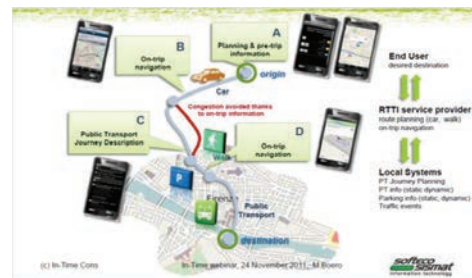 A
Planning & pre-trip
information
B
On-trip
navigation
origin
Car
Congestion avoided thanks
to on-trip information
C
Public Transport
Journey Description
D
On-trip
navigation
Walk
P
Firenze
Public
Transport
destination
End User
desired destination
RTTI service provider
route planning (car, walk)
on-trip navigation
Local Systems
PT Journey Planning
PT info (static, dynamic)
Parking info (static, dynamic)
Traffic events
(c) In-Time Cons
In-Time webinar, 24 November 2011, M.Boero
softeco
sismat
information technology